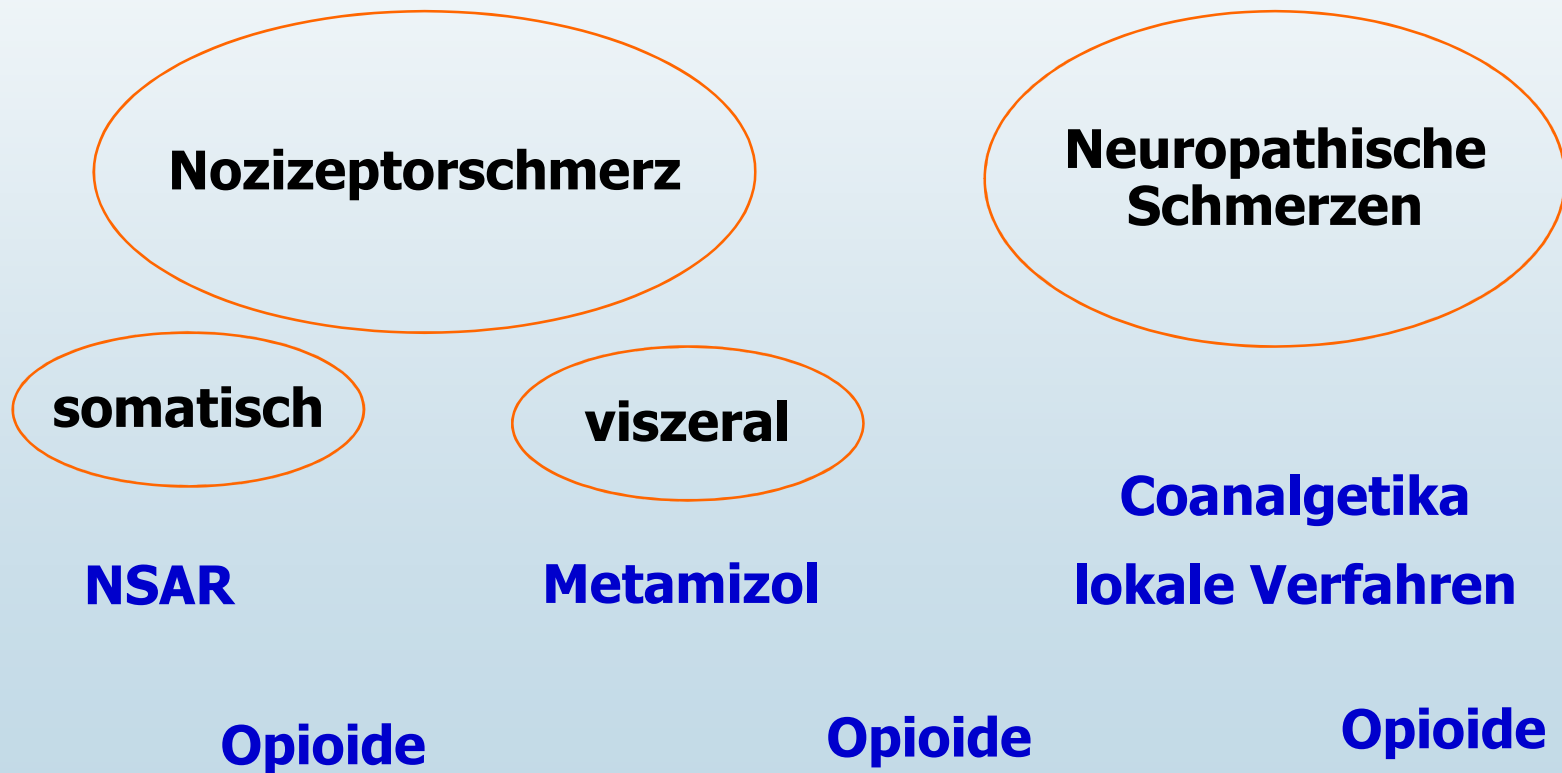 Nozizeptorschmerz
Neuropathische
Schmerzen
somatisch
viszeral
Coanalgetika
NSAR
Metamizol
lokale Verfahren
Opioide
Opioide
Opioide